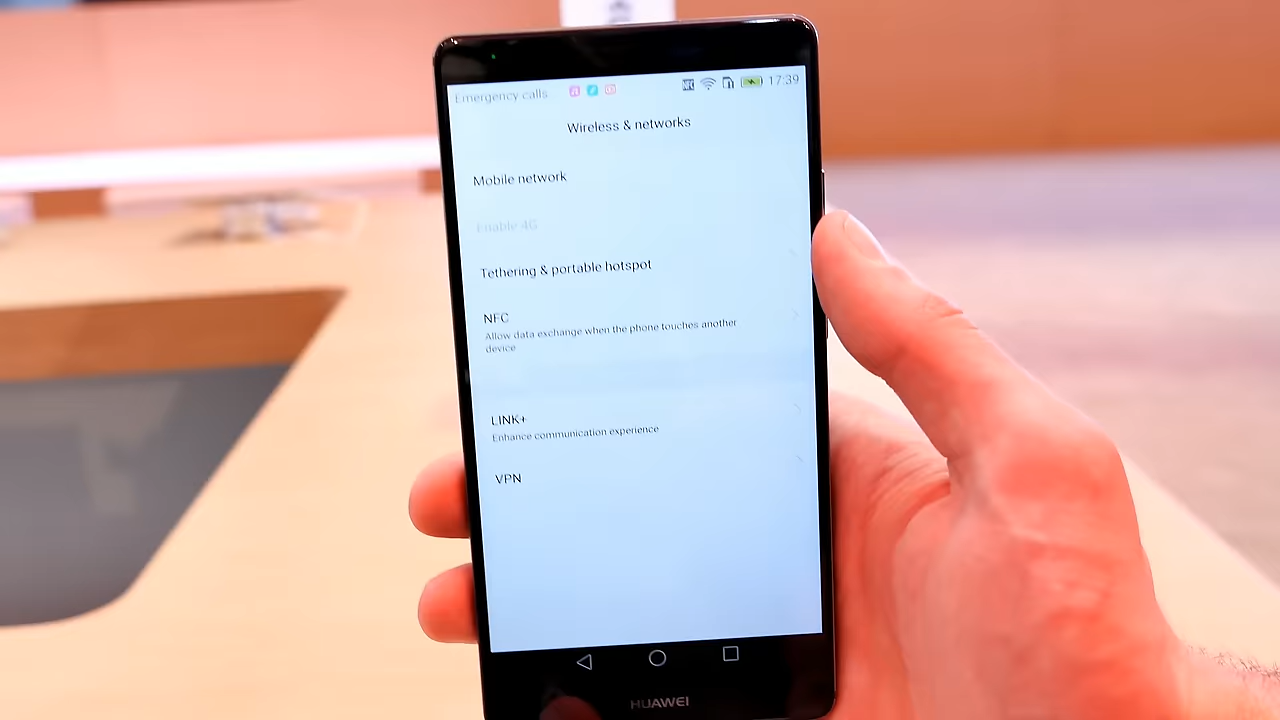 Emergency calls 17:39
Wireless & networks
Mobile network
Enable 4G
Tethering & portable hotspot
NFC
Allow data exchange when the phone touches another
device
LINK+
Enhance communication experience
VPN
HUAWEI